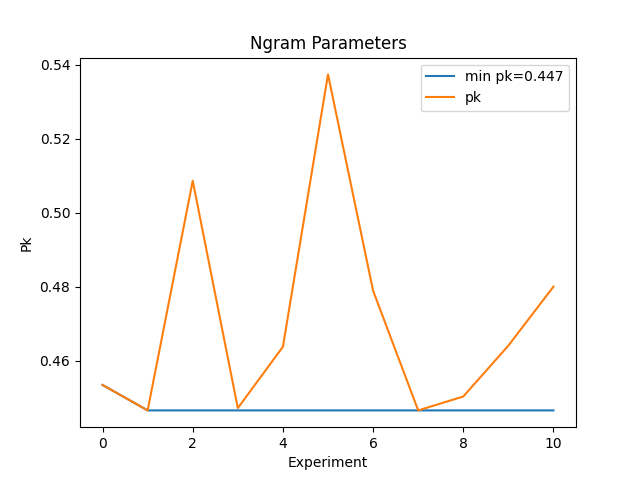 Ngram Parameters
min pk=0.447
pk
0.54
0.52
0.50
0.48
0.46
Pk
0 2 4 6 8 10
Experiment